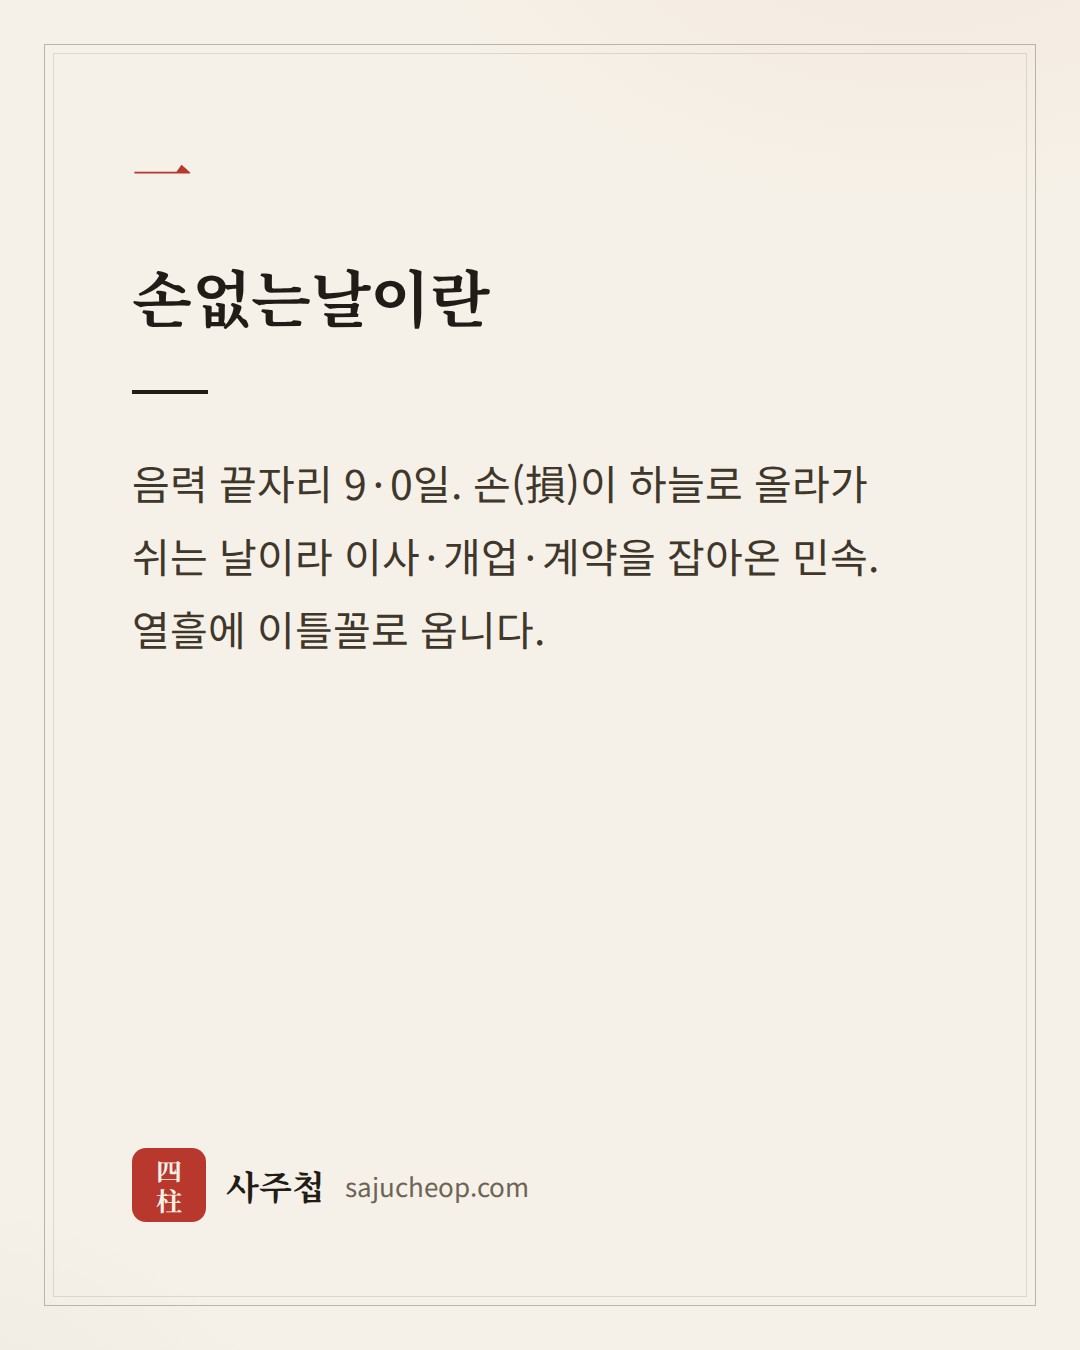 一
손없는날이란
음력 끝자리 9·0일. 손(損)이 하늘로 올라가
쉬는 날이라 이사·개업·계약을 잡아온 민속.
열흘에 이틀꼴로 옵니다.
四
柱
사주첩 sajucheop.com